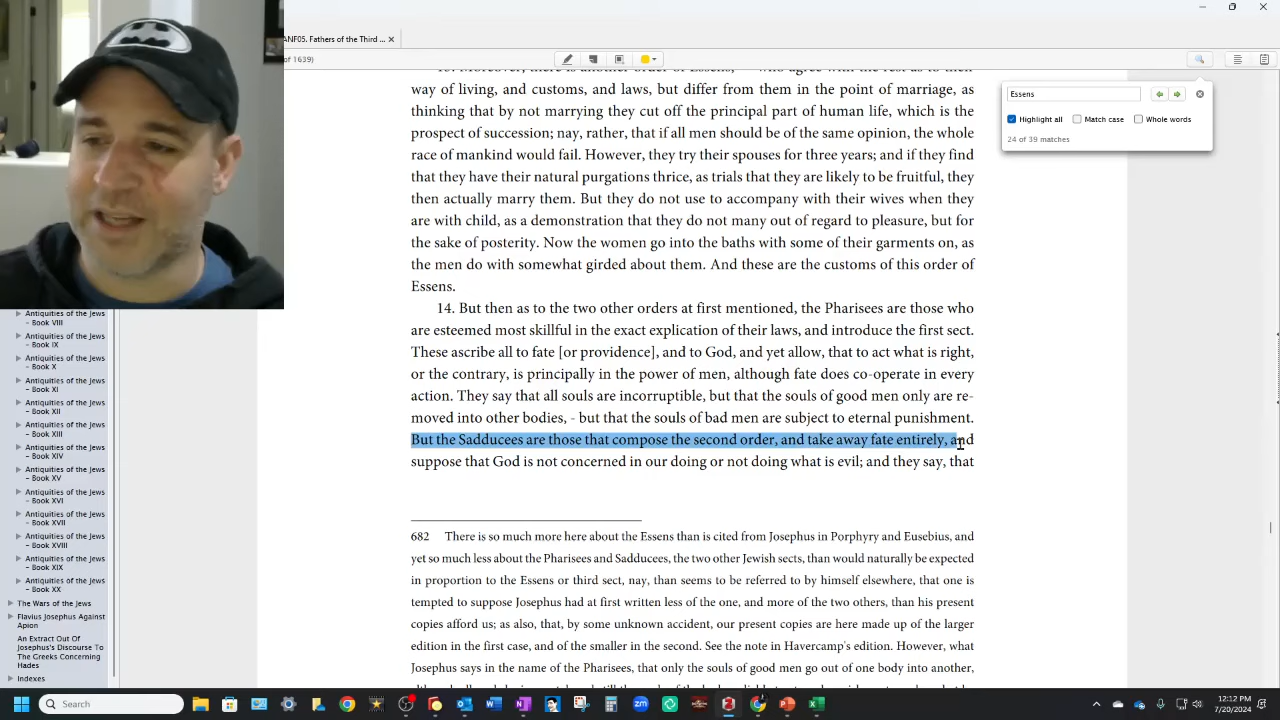 ANF05. Fathers of the Third ... ×
of 1639)
Essens
Highlight all Match case Whole words
24 of 39 matches
way of living, and customs, and laws, but differ from them in the point of marriage, as
thinking that by not marrying they cut off the principal part of human life, which is the
prospect of succession; nay, rather, that if all men should be of the same opinion, the whole
race of mankind would fail. However, they try their spouses for three years; and if they find
that they have their natural purgations thrice, as trials that they are likely to be fruitful, they
then actually marry them. But they do not use to accompany with their wives when they
are with child, as a demonstration that they do not many out of regard to pleasure, but for
the sake of posterity. Now the women go into the baths with some of their garments on, as
the men do with somewhat girded about them. And these are the customs of this order of
Essens.
14. But then as to the two other orders at first mentioned, the Pharisees are those who
are esteemed most skillful in the exact explication of their laws, and introduce the first sect.
These ascribe all to fate [or providence], and to God, and yet allow, that to act what is right,
or the contrary, is principally in the power of men, although fate does co-operate in every
action. They say that all souls are incorruptible, but that the souls of good men only are re-
moved into other bodies, - but that the souls of bad men are subject to eternal punishment.
But the Sadducees are those that compose the second order, and take away fate entirely, and
suppose that God is not concerned in our doing or not doing what is evil; and they say, that
682 There is so much more here about the Essens than is cited from Josephus in Porphyry and Eusebius, and
yet so much less about the Pharisees and Sadducees, the two other Jewish sects, than would naturally be expected
in proportion to the Essens or third sect, nay, than seems to be referred to by himself elsewhere, that one is
tempted to suppose Josephus had at first written less of the one, and more of the two others, than his present
copies afford us; as also, that, by some unknown accident, our present copies are here made up of the larger
edition in the first case, and of the smaller in the second. See the note in Havercamp's edition. However, what
Josephus says in the name of the Pharisees, that only the souls of good men go out of one body into another,
Antiquities of the Jews
– Book VIII
Antiquities of the Jews
– Book IX
Antiquities of the Jews
– Book X
Antiquities of the Jews
– Book XI
Antiquities of the Jews
– Book XII
Antiquities of the Jews
– Book XIII
Antiquities of the Jews
– Book XIV
Antiquities of the Jews
– Book XV
Antiquities of the Jews
– Book XVI
Antiquities of the Jews
– Book XVII
Antiquities of the Jews
– Book XVIII
Antiquities of the Jews
– Book XIX
Antiquities of the Jews
– Book XX
The Wars of the Jews
Flavius Josephus Against
Apion
An Extract Out Of
Josephus's Discourse To
The Greeks Concerning
Hades
Indexes
Search
12:12 PM
7/20/2024